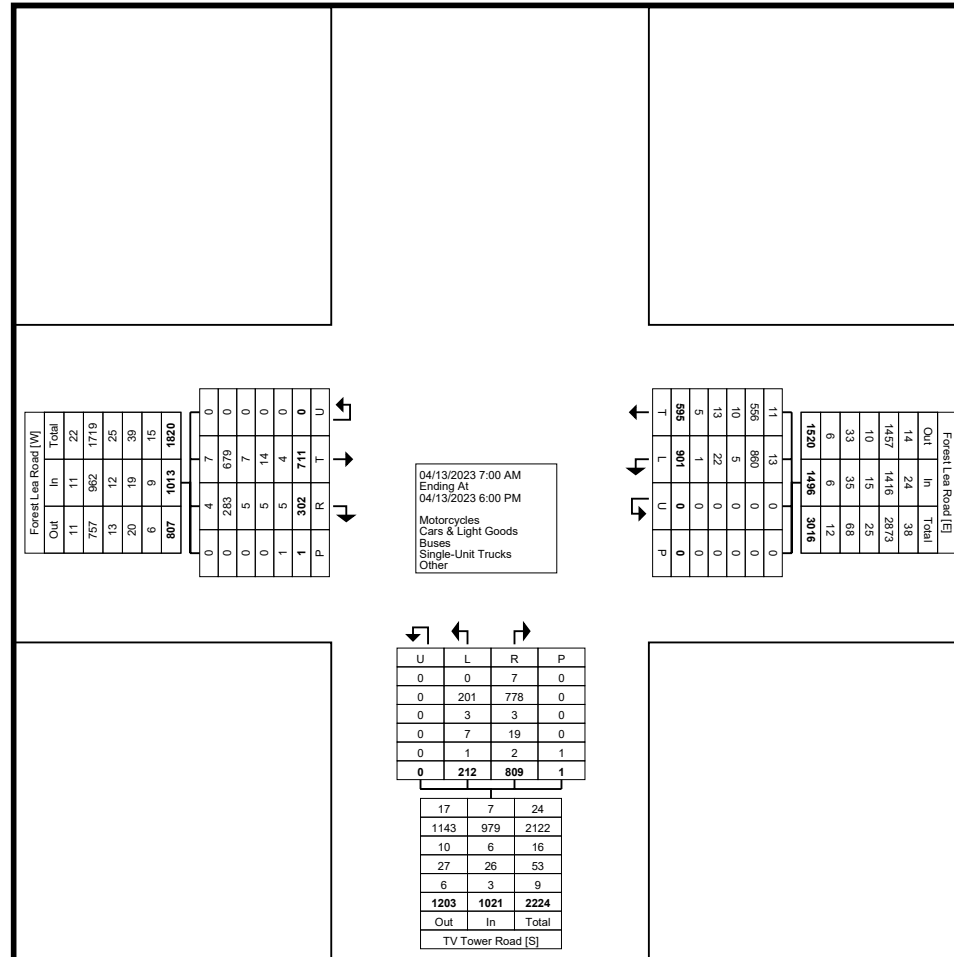 Forest Lea Road [W]
Out In Total
11 11 22
757 962 1719
13 12 25
20 19 39
6 9 15
807 1013 1820
0 4 7 0
0 283 679 0
0 5 7 0
0 5 14 0
1 5 4 0
1 302 711 0
P R T U
04/13/2023 7:00 AM
Ending At
04/13/2023 6:00 PM
Motorcycles
Cars & Light Goods
Buses
Single-Unit Trucks
Other
Forest Lea Road [E]
Out In Total
14 24 38
1457 1416 2873
10 15 25
33 35 68
6 6 12
1520 1496 3016
11 13 0 0
556 860 0 0
10 5 0 0
13 22 0 0
5 1 0 0
595 901 0 0
T L U P
U L R P
0 0 7 0
0 201 778 0
0 3 3 0
0 7 19 0
0 1 2 1
0 212 809 1
17 7 24
1143 979 2122
10 6 16
27 26 53
6 3 9
1203 1021 2224
Out In Total
TV Tower Road [S]